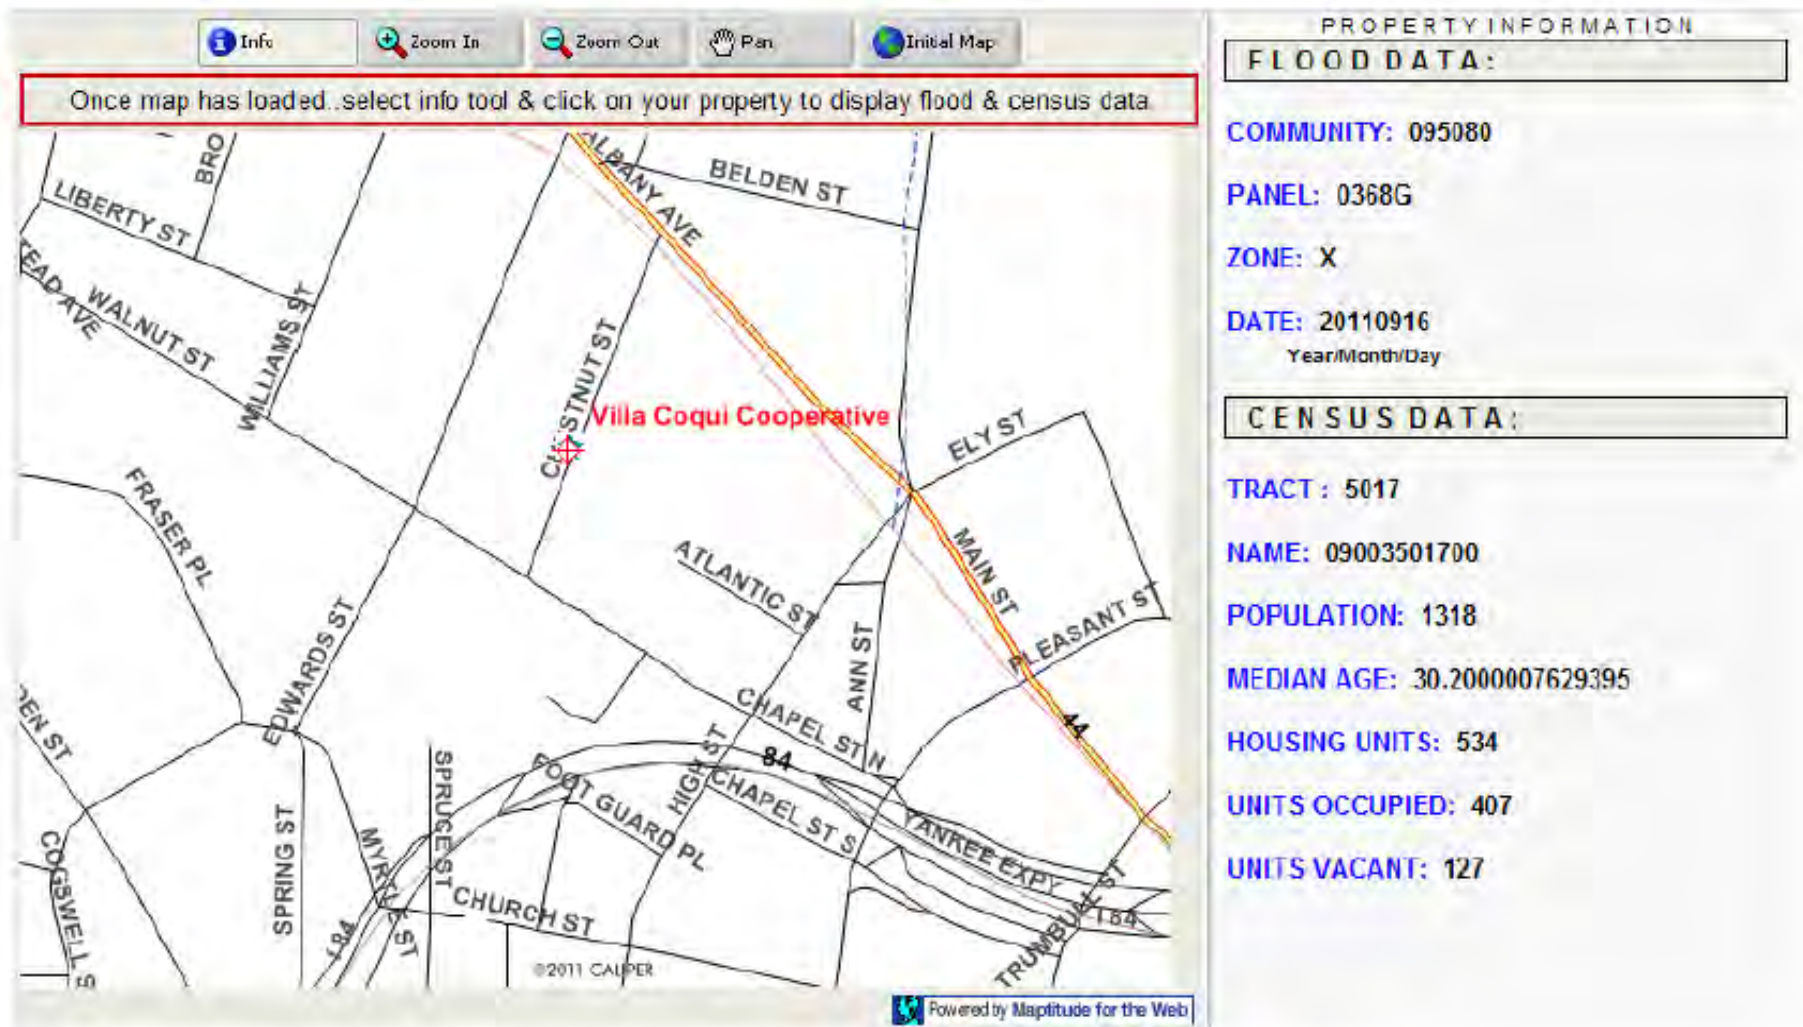 Info Zoom In Zoom Out Pan Initial Map
Once map has loaded..select info tool & click on your property to display flood & census data.
BRO
LIBERTY ST
TEAD AVE
WALNUT ST
WILLIAMS ST
ALBANY AVE
BELDEN ST
CHESTNUT ST
Villa Coqui Cooperative
ELY ST
FRASER PL
ATLANTIC ST
MAIN ST
PLEASANT ST
EDWARDS ST
ANN ST
DEN ST
CHAPEL ST N
44
84
HIGH ST
FOOT GUARD PL
CHAPEL ST S
YANKEE EXPY
SPRUCE ST
SPRING ST
MYRTLE ST
COGSWELL S
CHURCH ST
I 84
I 84
TRUMBULL ST
©2011 CALIPER
Powered by Maptitude for the Web
PROPERTY INFORMATION
FLOOD DATA:
COMMUNITY: 095080
PANEL: 0368G
ZONE: X
DATE: 20110916
Year/Month/Day
CENSUS DATA:
TRACT : 5017
NAME: 09003501700
POPULATION: 1318
MEDIAN AGE: 30.2000007629395
HOUSING UNITS: 534
UNITS OCCUPIED: 407
UNITS VACANT: 127